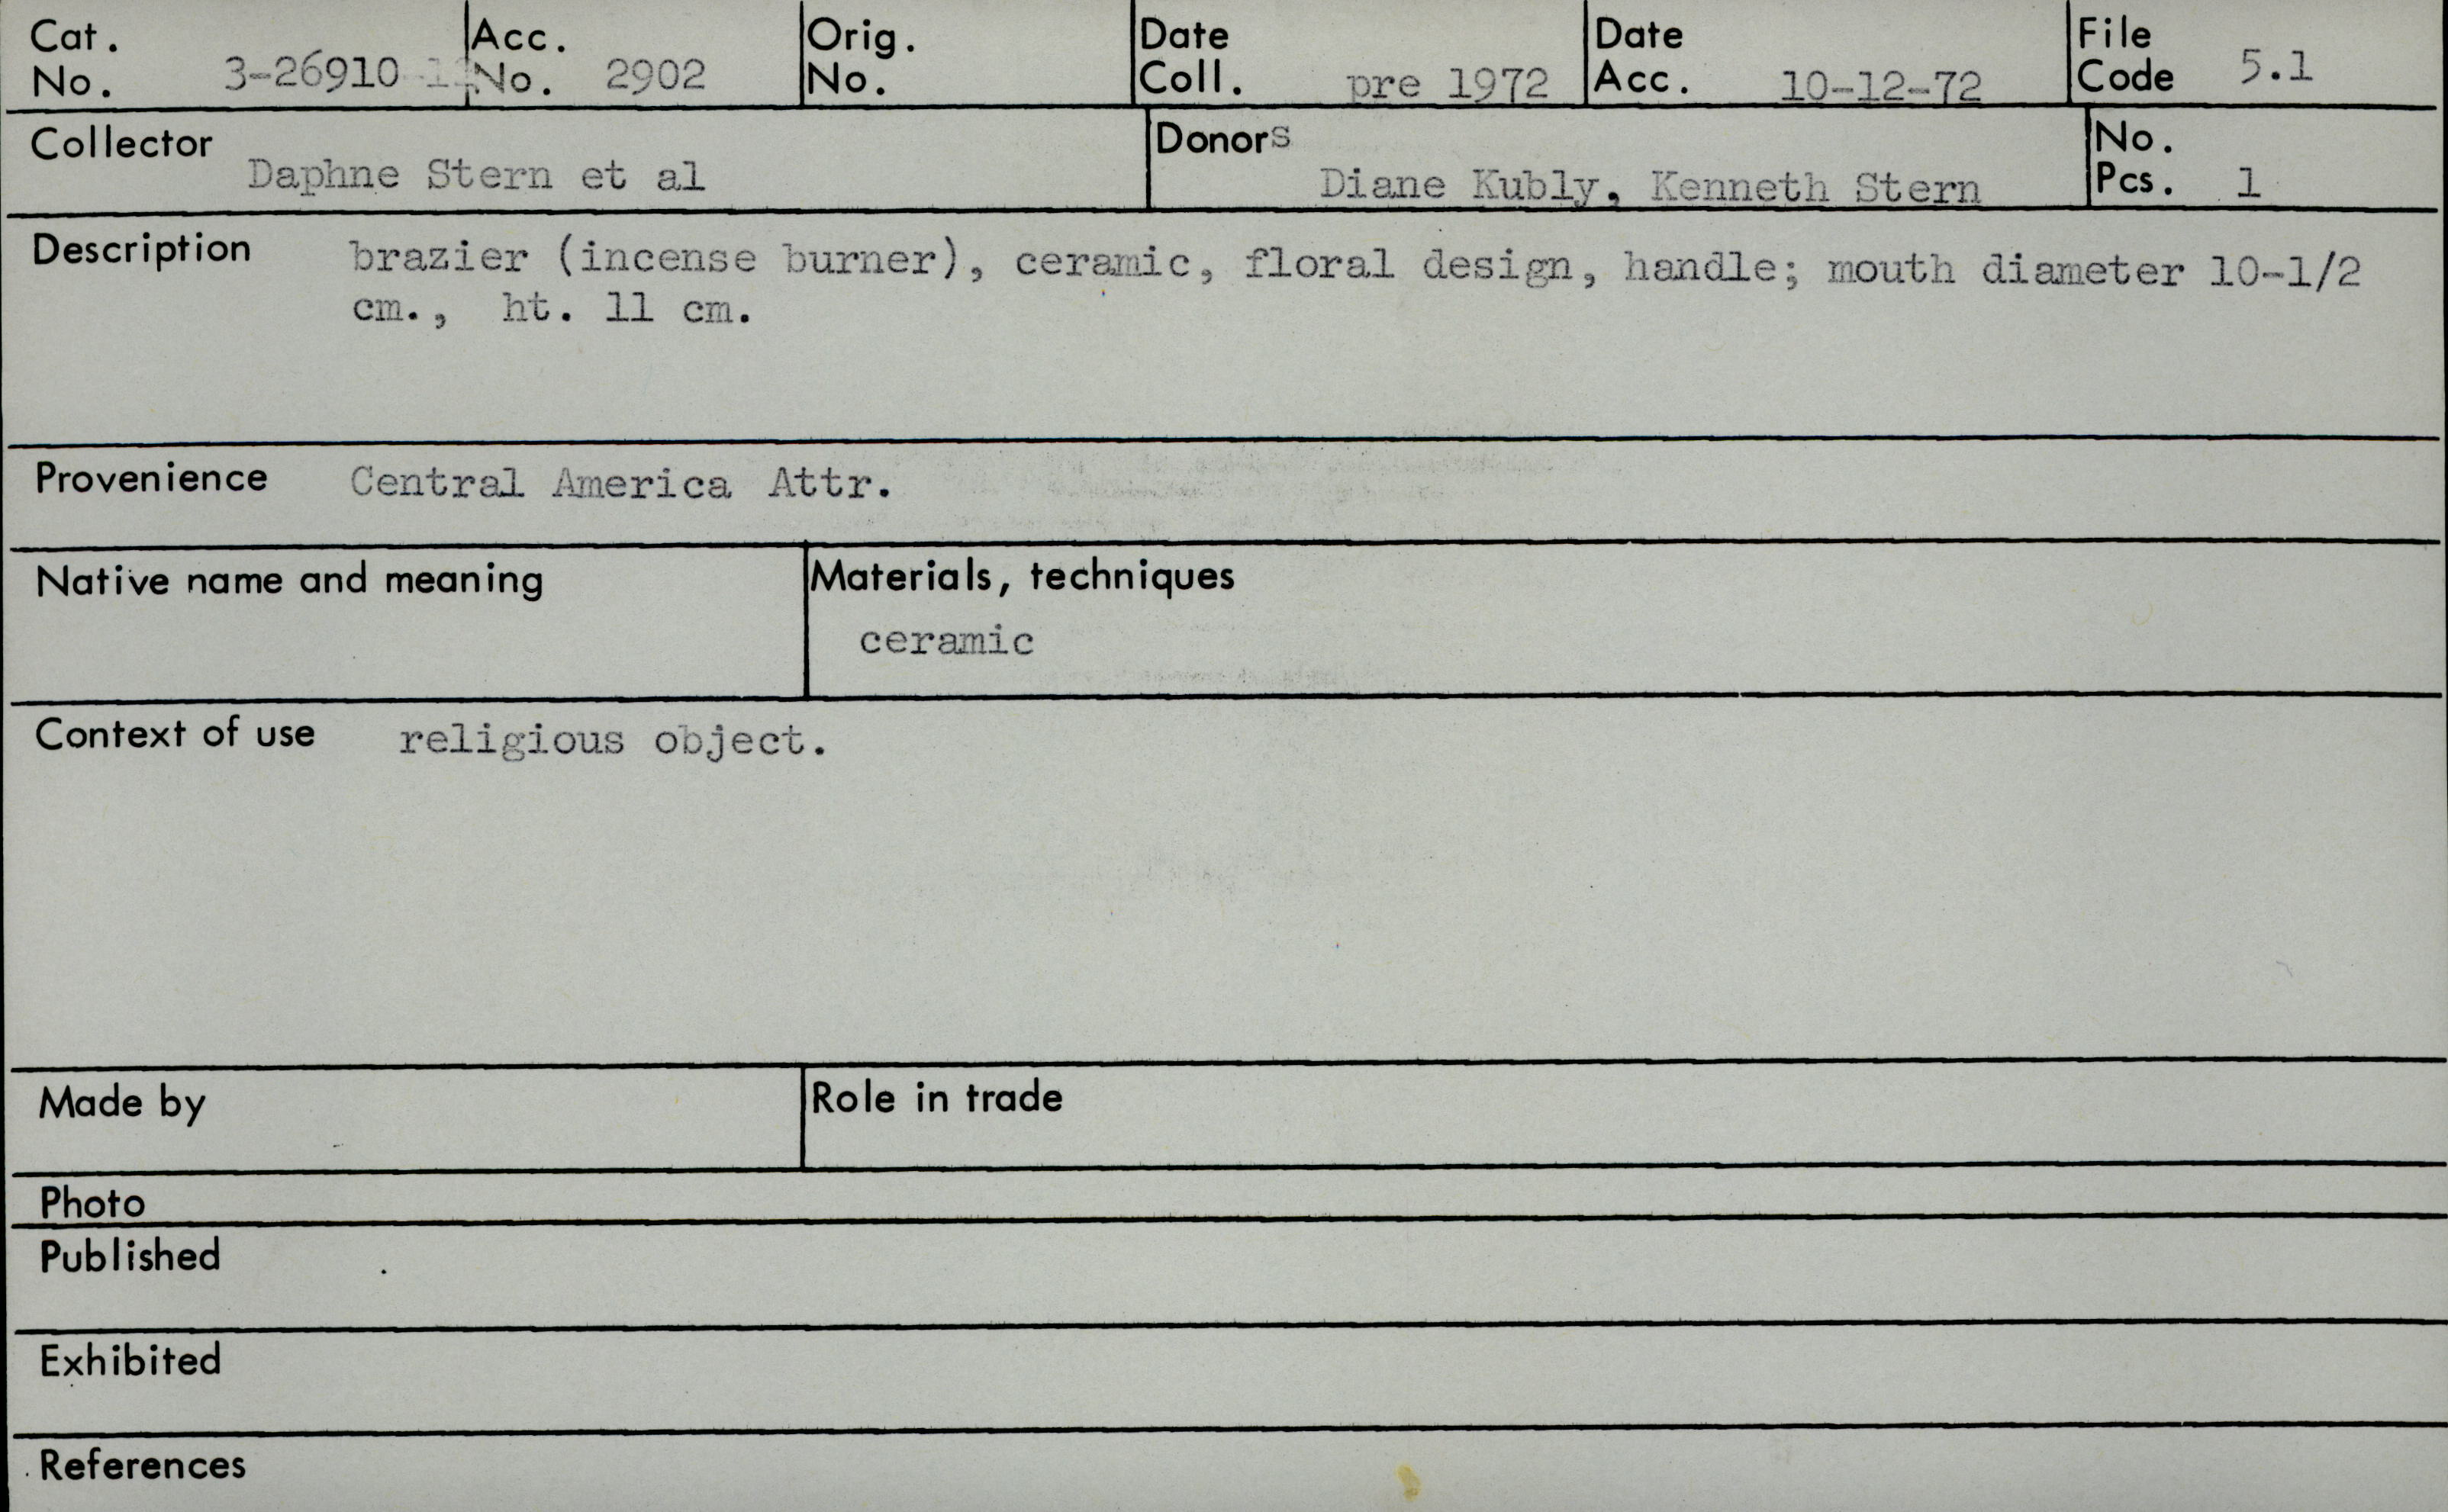 Cat. No. 3-26910 Acc. No. 2902 Orig. No. Date Coll. pre 1972 Date Acc. 10-12-72 File Code 5.1
Collector Daphne Stern et al Donors Diane Kubly, Kenneth Stern No. Pcs. 1
Description brazier (incense burner), ceramic, floral design, handle; mouth diameter 10-1/2
cm., ht. 11 cm.
Provenience Central America Attr.
Native name and meaning Materials, techniques
ceramic
Context of use religious object.
Made by Role in trade
Photo
Published
Exhibited
References